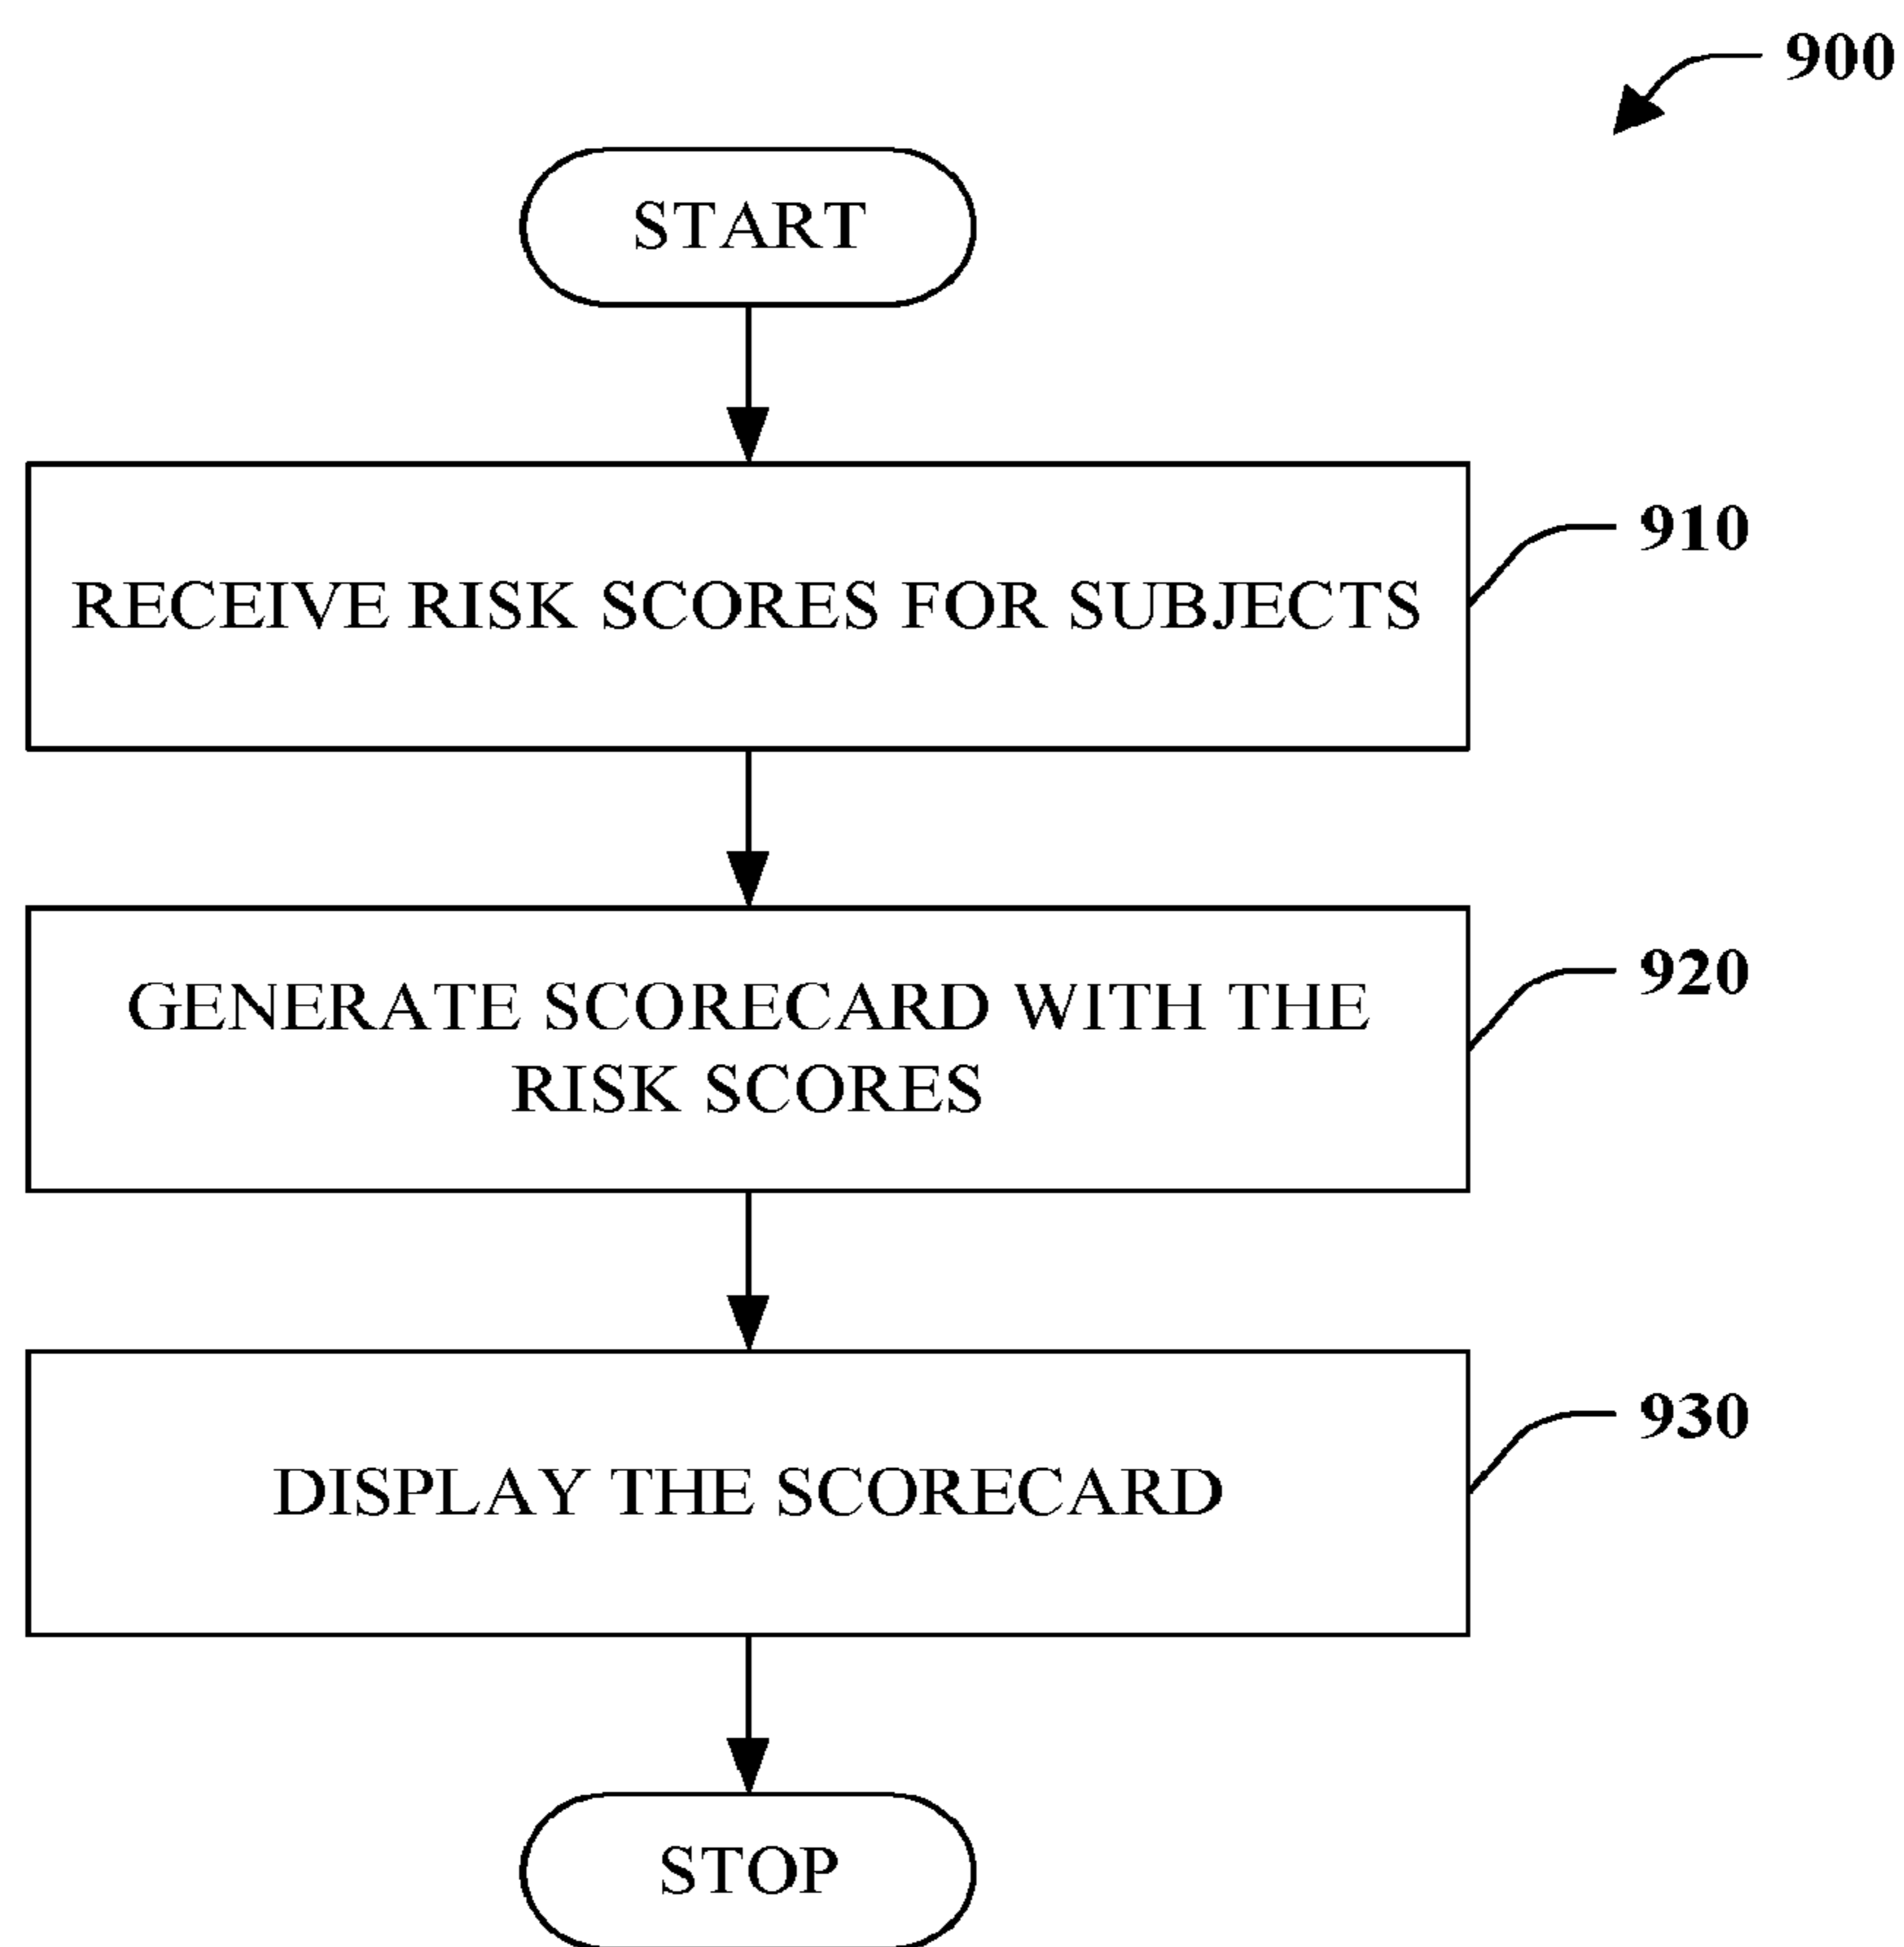 900
START
RECEIVE RISK SCORES FOR SUBJECTS
910
GENERATE SCORECARD WITH THE
RISK SCORES
920
DISPLAY THE SCORECARD
930
STOP